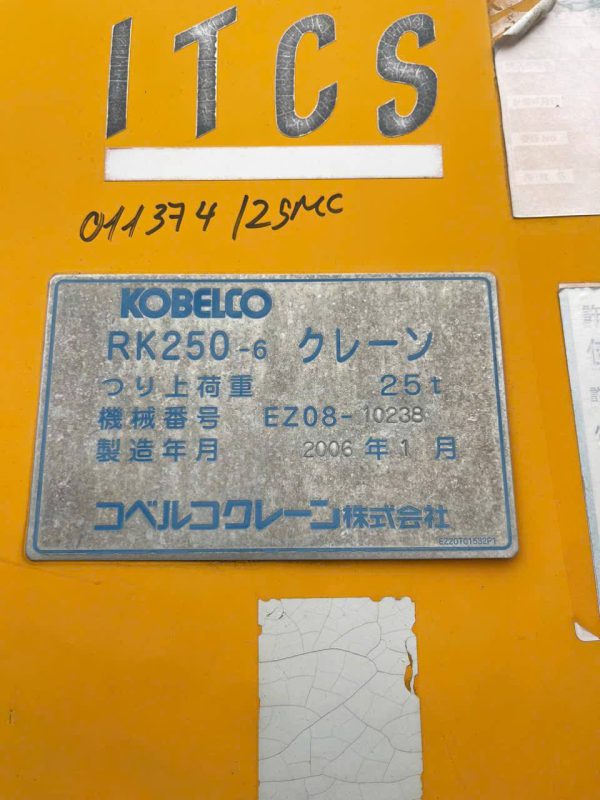 ITCS
011374 /25MC
KOBELCO
RK250-6 クレーン
つり上荷重 25t
機械番号 EZ08-10238
製造年月 2006年1月
コベルコクレーン株式会社
EZ20T01532P1